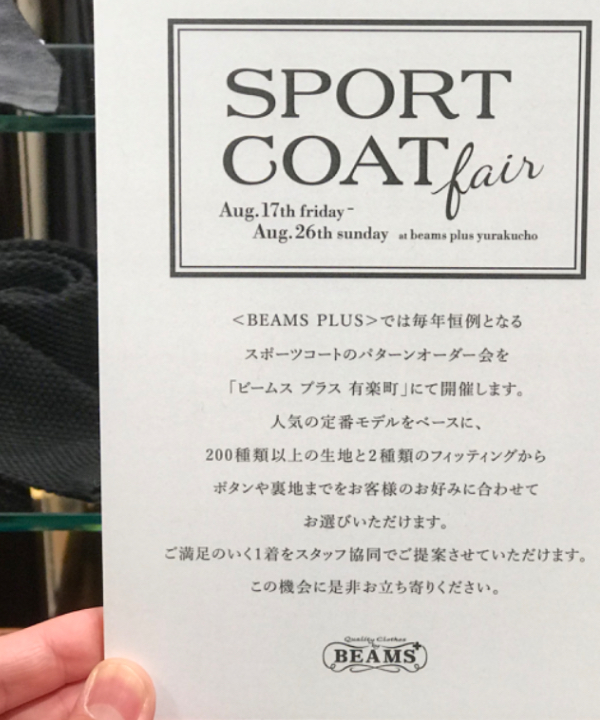 SPORT
COAT fair
Aug.17th friday-
Aug.26th sunday at beams plus yurakucho
<BEAMS PLUS>では毎年恒例となる
スポーツコートのパターンオーダー会を
「ビームス プラス 有楽町」にて開催します。
人気の定番モデルをベースに、
200種類以上の生地と2種類のフィッティングから
ボタンや裏地までをお客様のお好みに合わせて
お選びいただけます。
ご満足のいく1着をスタッフ協同でご提案させていただけます。
この機会に是非お立ち寄りください。
Quality Clothes
BEAMS+